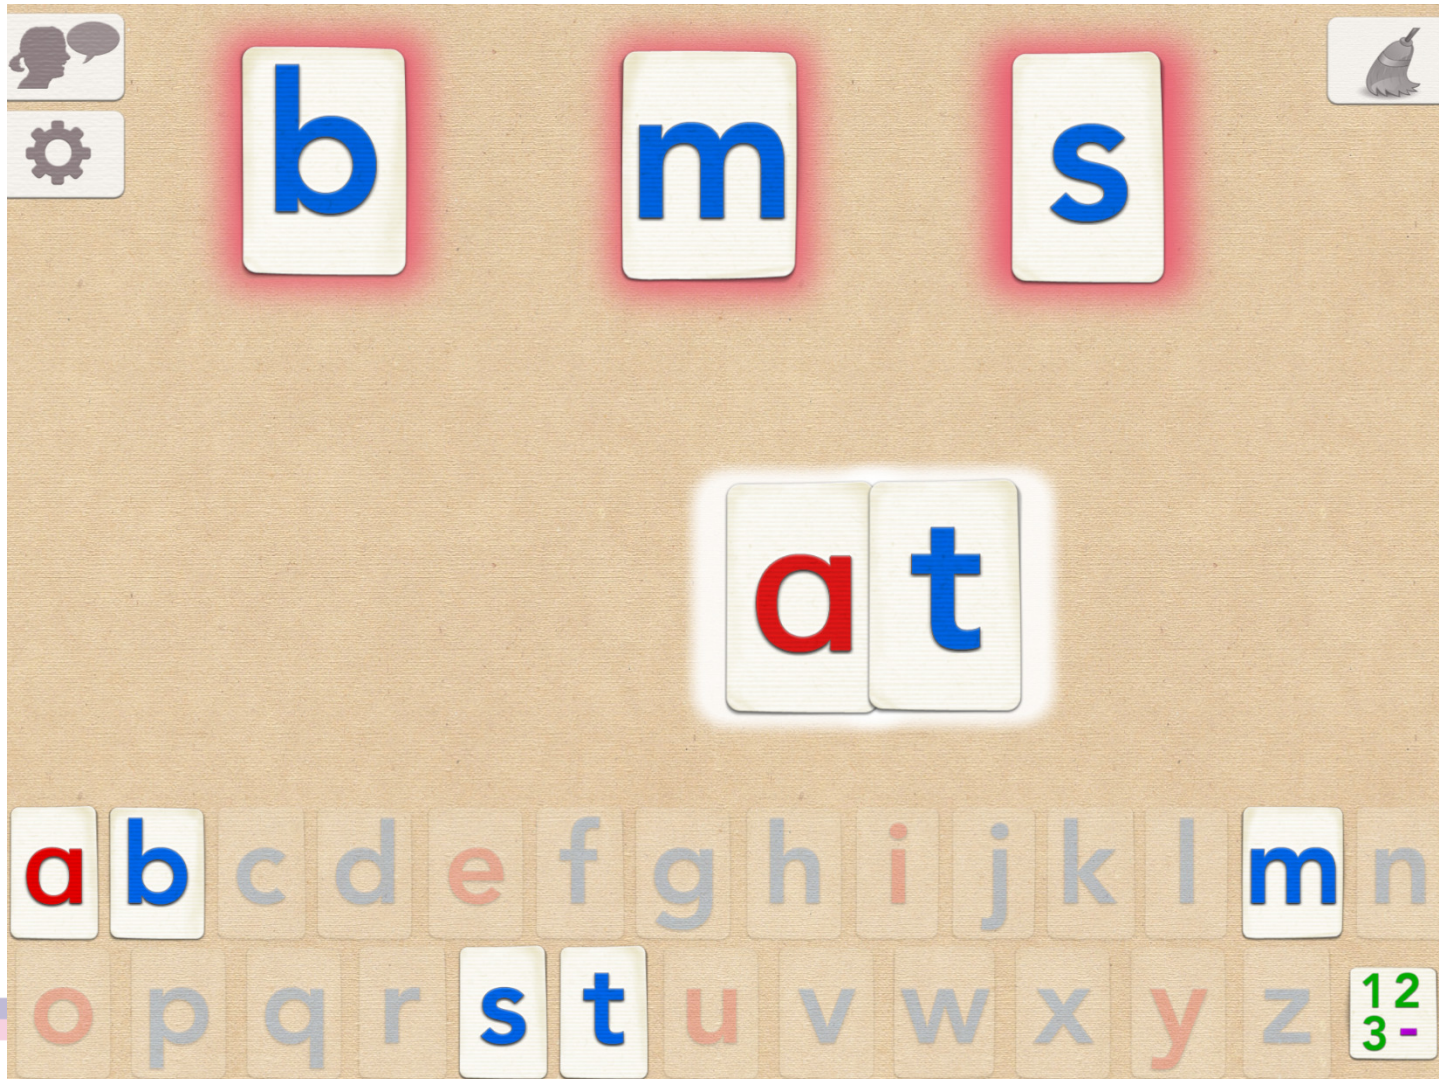 b m s
at
a b c d e f g h i j k l m n
o p q r s t u v w x y z 1 2
3 -